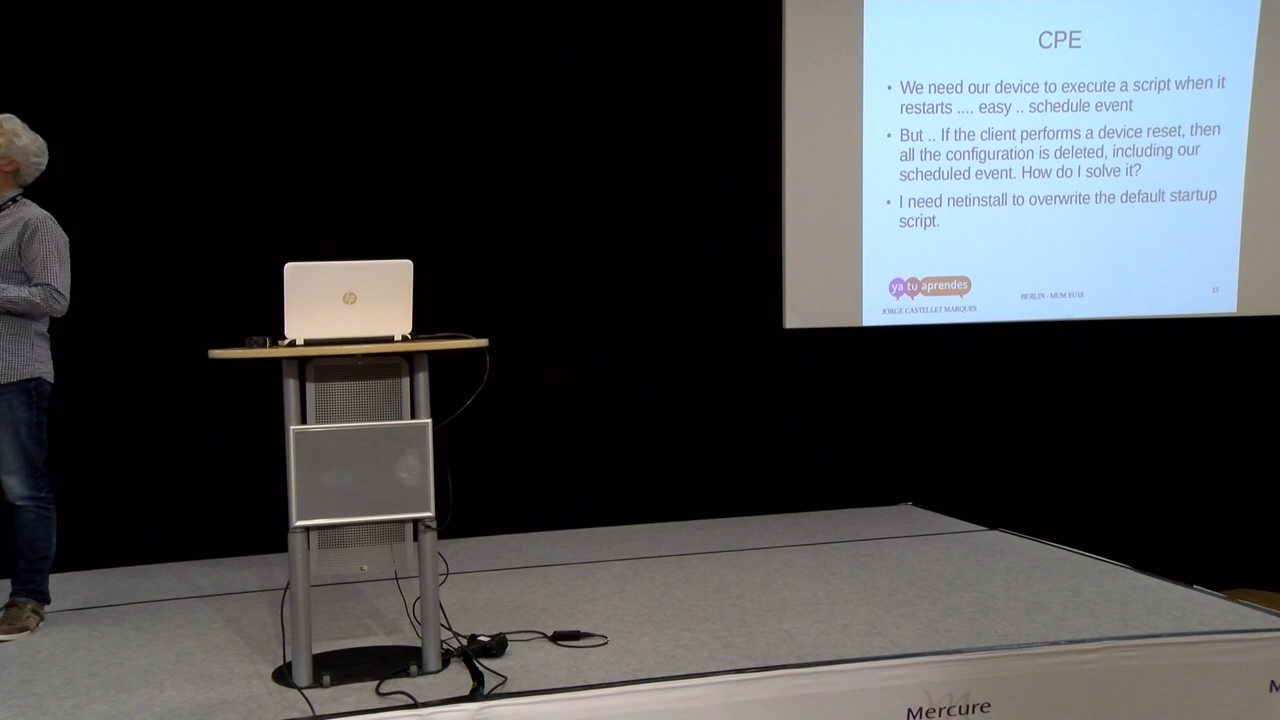 CPE
• We need our device to execute a script when it
restarts .... easy .. schedule event
• But .. If the client performs a device reset, then
all the configuration is deleted, including our
scheduled event. How do I solve it?
• I need netinstall to overwrite the default startup
script.
ya tu aprendes
JORGE CASTELLET MARQUES
BERLIN - MUM EU18
13
hp
Mercure
M